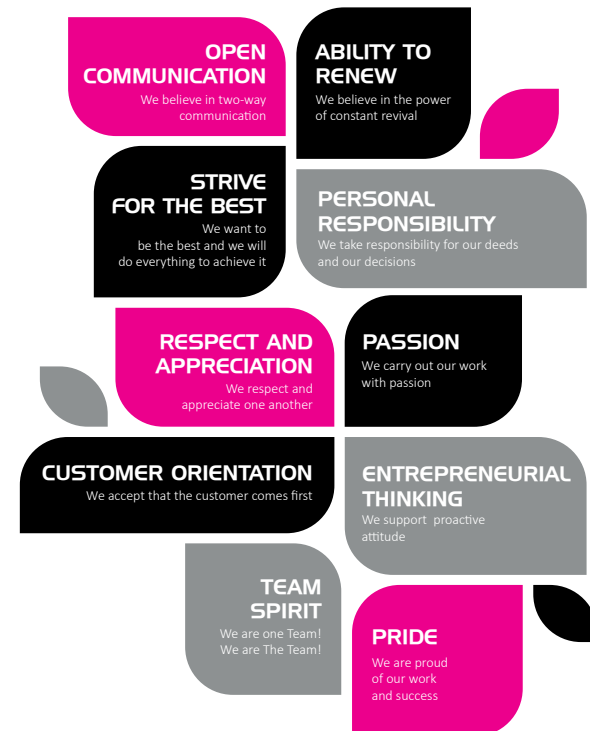 OPEN
COMMUNICATION
We believe in two-way
communication
ABILITY TO
RENEW
We believe in the power
of constant revival
STRIVE
FOR THE BEST
We want to
be the best and we will
do everything to achieve it
PERSONAL
RESPONSIBILITY
We take responsibility for our deeds
and our decisions
RESPECT AND
APPRECIATION
We respect and
appreciate one another
PASSION
We carry out our work
with passion
CUSTOMER ORIENTATION
We accept that the customer comes first
ENTREPRENEURIAL
THINKING
We support proactive
attitude
TEAM
SPIRIT
We are one Team!
We are The Team!
PRIDE
We are proud
of our work
and success